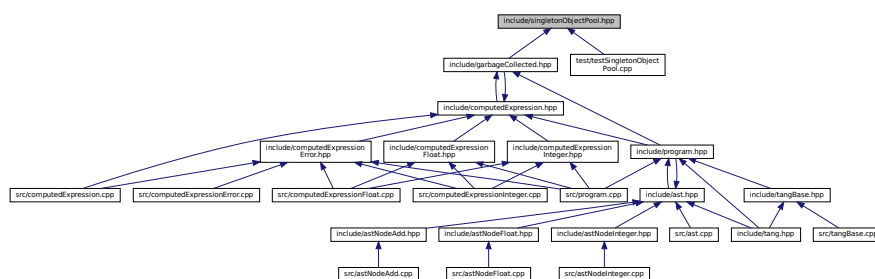 include/singletonObjectPool.hpp
include/garbageCollected.hpp
test/testSingletonObject
Pool.cpp
include/computedExpression.hpp
include/computedExpression
Error.hpp
include/computedExpression
Float.hpp
include/computedExpression
Integer.hpp
include/program.hpp
src/computedExpression.cpp
src/computedExpressionError.cpp
src/computedExpressionFloat.cpp
src/computedExpressionInteger.cpp
src/program.cpp
include/ast.hpp
include/tangBase.hpp
include/astNodeAdd.hpp
include/astNodeFloat.hpp
include/astNodeInteger.hpp
src/ast.cpp
include/tang.hpp
src/tangBase.cpp
src/astNodeAdd.cpp
src/astNodeFloat.cpp
src/astNodeInteger.cpp